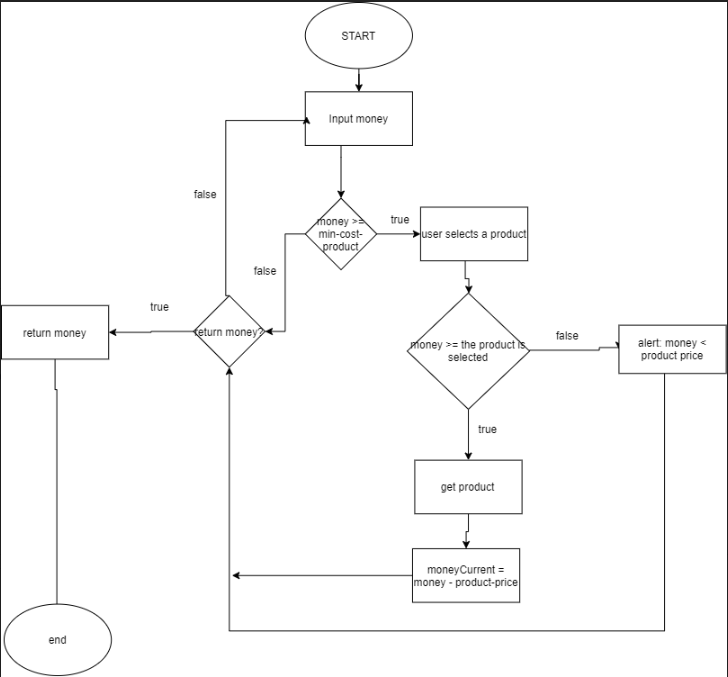 START
Input money
false
money >=
min-cost-
product
true
user selects a product
false
true
return money
return money?
money >= the product is
selected
false
alert: money <
product price
true
get product
moneyCurrent =
money - product-price
end